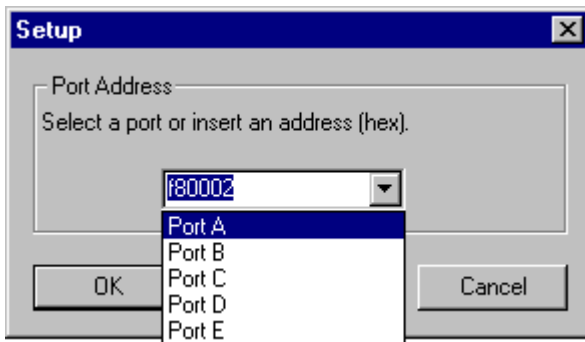 Setup
Port Address
Select a port or insert an address (hex).
f80002
Port A
Port B
Port C
Port D
Port E
OK
Cancel